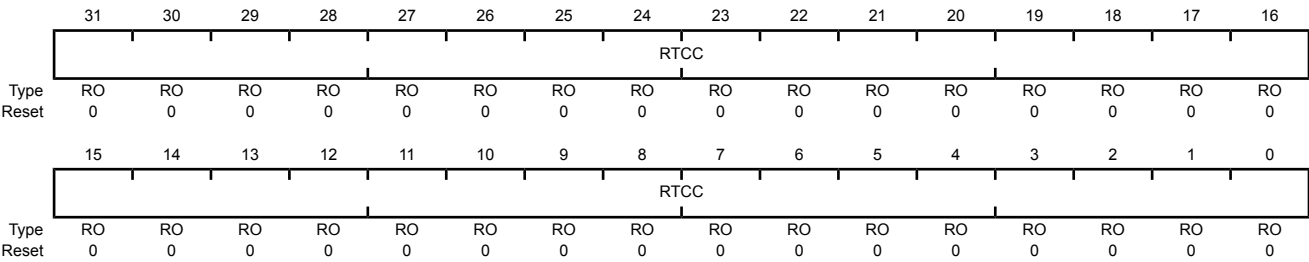 31 30 29 28 27 26 25 24 23 22 21 20 19 18 17 16
RTCC
Type RO RO RO RO RO RO RO RO RO RO RO RO RO RO RO RO
Reset 0 0 0 0 0 0 0 0 0 0 0 0 0 0 0 0
15 14 13 12 11 10 9 8 7 6 5 4 3 2 1 0
RTCC
Type RO RO RO RO RO RO RO RO RO RO RO RO RO RO RO RO
Reset 0 0 0 0 0 0 0 0 0 0 0 0 0 0 0 0